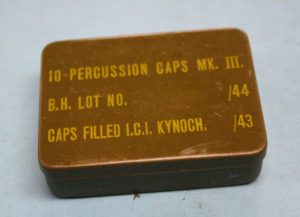 10-PERCUSSION CAPS MK. III.
B.H. LOT NO. /44
CAPS FILLED I.C.I. KYNOCH. /43